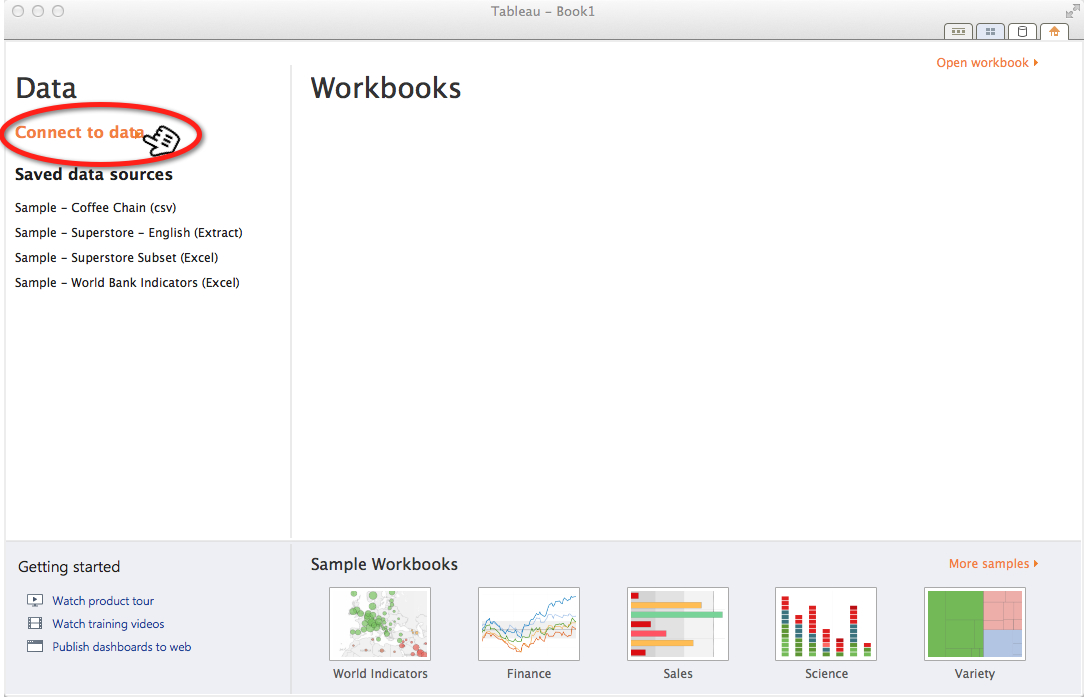 Tableau – Book1
Open workbook
Data
Workbooks
Connect to data
Saved data sources
Sample – Coffee Chain (csv)
Sample – Superstore – English (Extract)
Sample – Superstore Subset (Excel)
Sample – World Bank Indicators (Excel)
Getting started
Watch product tour
Watch training videos
Publish dashboards to web
Sample Workbooks
More samples
World Indicators
Finance
Sales
Science
Variety